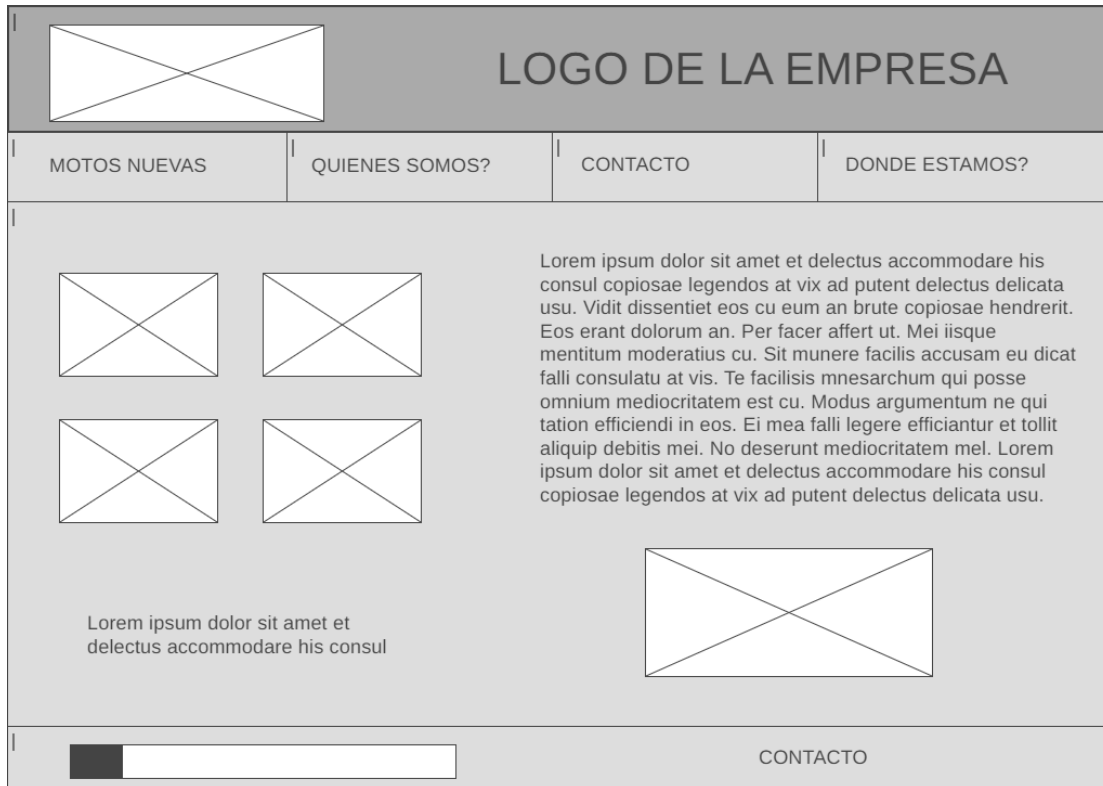 LOGO DE LA EMPRESA
MOTOS NUEVAS
QUIENES SOMOS?
CONTACTO
DONDE ESTAMOS?
Lorem ipsum dolor sit amet et delectus accommodare his
consul copiosae legendos at vix ad putent delectus delicata
usu. Vidit dissentiet eos cu eum an brute copiosae hendrerit.
Eos erant dolorum an. Per facer affert ut. Mei iisque
mentitum moderatius cu. Sit munere facilis accusam eu dicat
falli consulatu at vis. Te facilisis mnesarchum qui posse
omnium mediocritatem est cu. Modus argumentum ne qui
tation efficiendi in eos. Ei mea falli legere efficiantur et tollit
aliquip debitis mei. No deserunt mediocritatem mel. Lorem
ipsum dolor sit amet et delectus accommodare his consul
copiosae legendos at vix ad putent delectus delicata usu.
Lorem ipsum dolor sit amet et
delectus accommodare his consul
CONTACTO